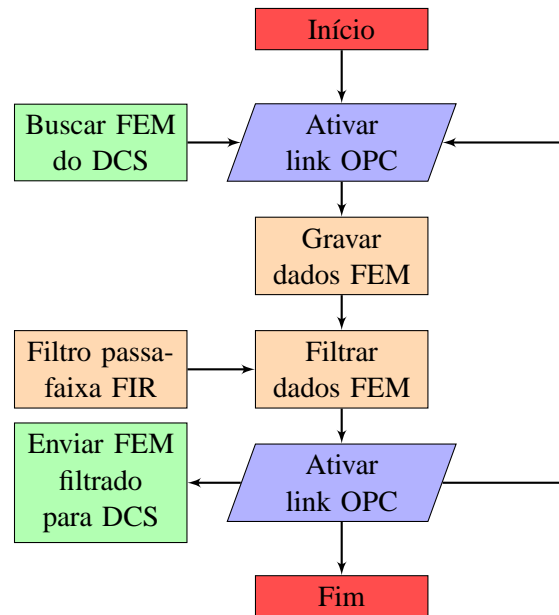 Início
Buscar FEM
do DCS
Ativar
link OPC
Gravar
dados FEM
Filtro passa-
faixa FIR
Filtrar
dados FEM
Enviar FEM
filtrado
para DCS
Ativar
link OPC
Fim